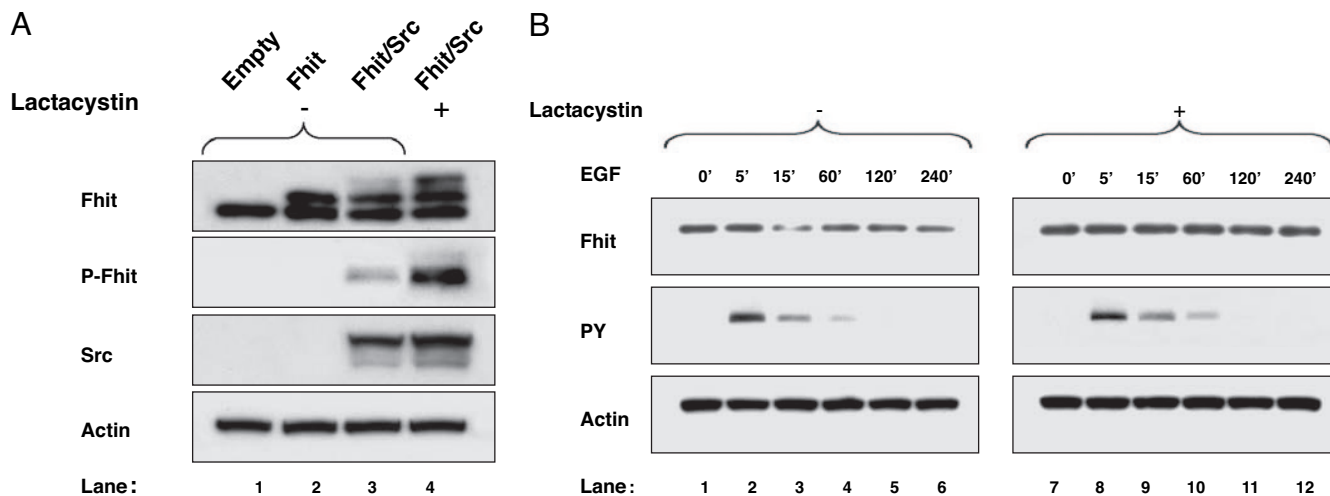 A
Empty
Fhit
Fhit/Src
Fhit/Src
Lactacystin - +
Fhit
P-Fhit
Src
Actin
Lane: 1 2 3 4
B
Lactacystin - +
EGF 0’ 5’ 15’ 60’ 120’ 240’ 0’ 5’ 15’ 60’ 120’ 240’
Fhit
PY
Actin
Lane: 1 2 3 4 5 6 7 8 9 10 11 12